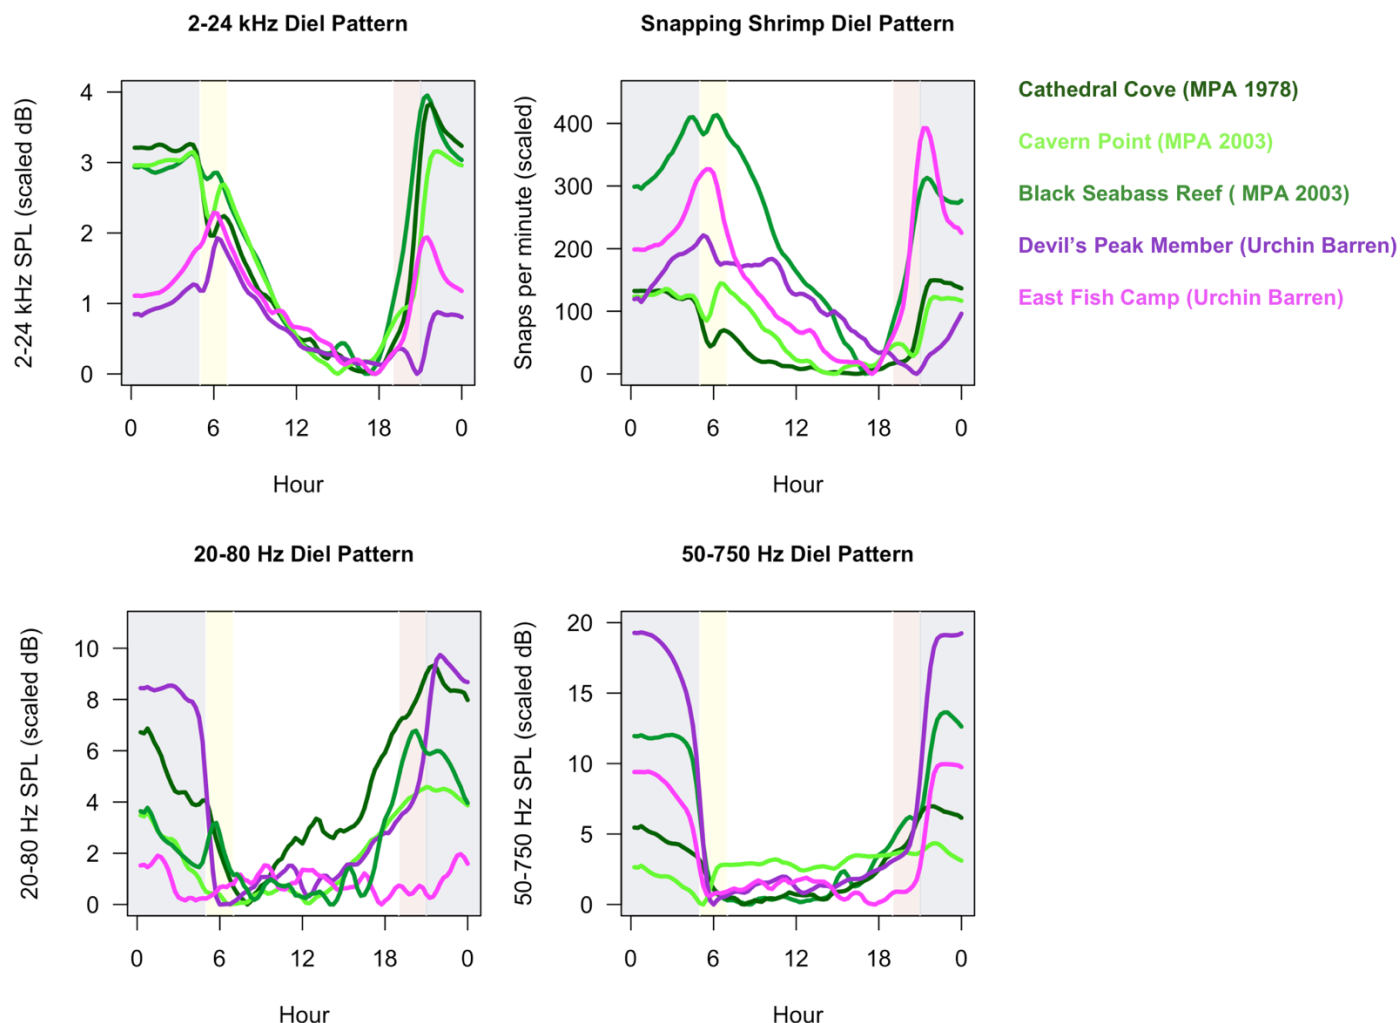 2-24 kHz Diel Pattern
2-24 kHz SPL (scaled dB)
4
3
2
1
0
0 6 12 18 0
Hour
Snapping Shrimp Diel Pattern
Snaps per minute (scaled)
400
300
200
100
0
0 6 12 18 0
Hour
Cathedral Cove (MPA 1978)
Cavern Point (MPA 2003)
Black Seabass Reef ( MPA 2003)
Devil's Peak Member (Urchin Barren)
East Fish Camp (Urchin Barren)
20-80 Hz Diel Pattern
20-80 Hz SPL (scaled dB)
10
8
6
4
2
0
0 6 12 18 0
Hour
50-750 Hz Diel Pattern
50-750 Hz SPL (scaled dB)
20
15
10
5
0
0 6 12 18 0
Hour